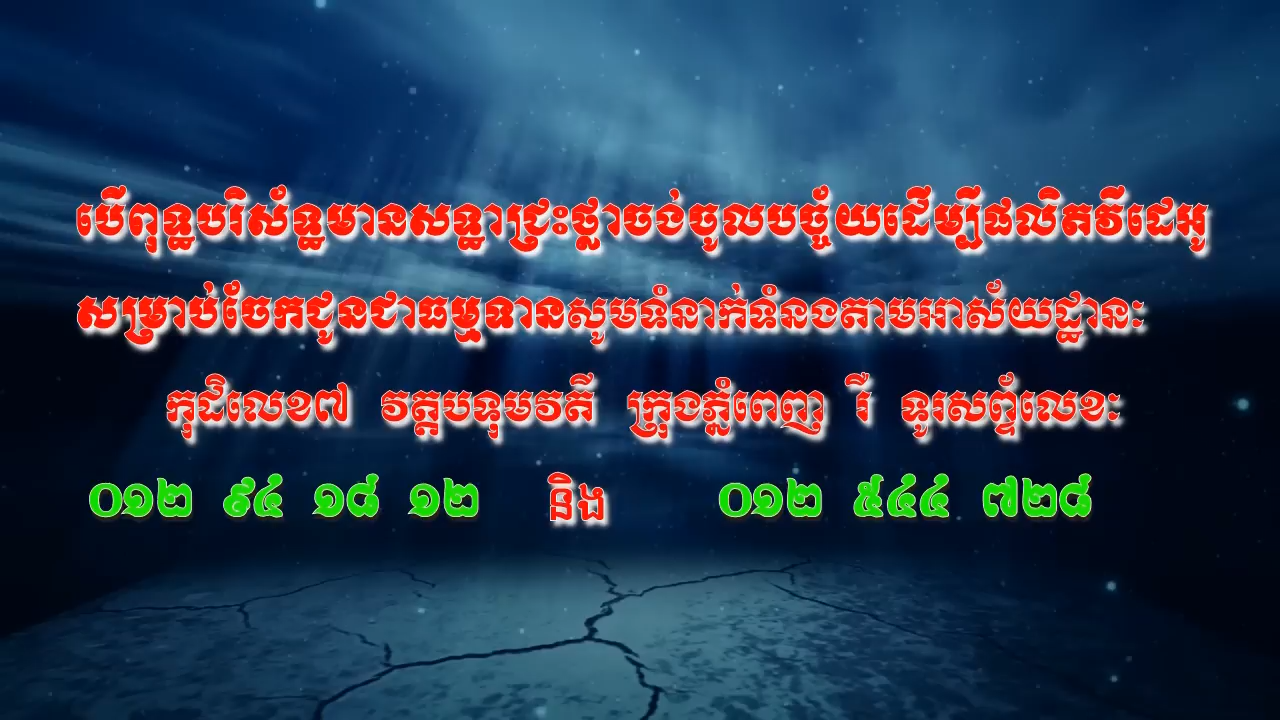 បើពុទ្ធបរិស័ទ្ធមានសទ្ធាជ្រះថ្លាចង់ចូលបច្ច័យដើម្បីផលិតវីដេអូ
សម្រាប់ចែកជូនជាធម្មទានសូមទំនាក់ទំនងតាមអាស័យដ្ឋានៈ
កុដិលេខ៧ វត្តបទុមវតី ក្រុងភ្នំពេញ រឺ ទូរសព្ទ័លេខៈ
០១២ ៩៤ ១៨ ១២ និង ០១២ ៥៤៤ ៧២៨